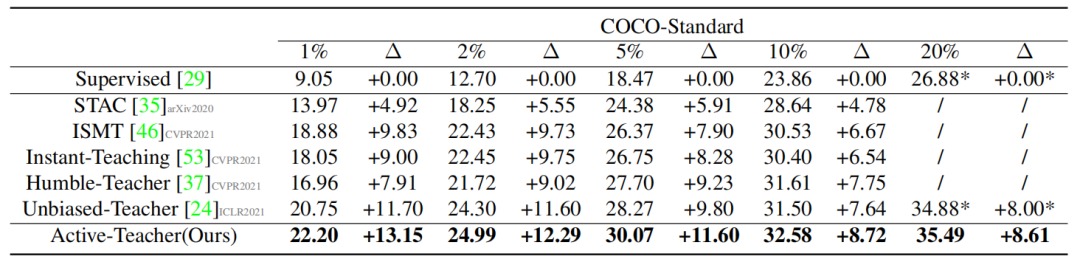 COCO-Standard
1% Δ 2% Δ 5% Δ 10% Δ 20% Δ
Supervised [29] 9.05 +0.00 12.70 +0.00 18.47 +0.00 23.86 +0.00 26.88* +0.00*
STAC [35]arXiv2020 13.97 +4.92 18.25 +5.55 24.38 +5.91 28.64 +4.78 / /
ISMT [46]CVPR2021 18.88 +9.83 22.43 +9.73 26.37 +7.90 30.53 +6.67 / /
Instant-Teaching [53]CVPR2021 18.05 +9.00 22.45 +9.75 26.75 +8.28 30.40 +6.54 / /
Humble-Teacher [37]CVPR2021 16.96 +7.91 21.72 +9.02 27.70 +9.23 31.61 +7.75 / /
Unbiased-Teacher [24]ICLR2021 20.75 +11.70 24.30 +11.60 28.27 +9.80 31.50 +7.64 34.88* +8.00*
Active-Teacher(Ours) 22.20 +13.15 24.99 +12.29 30.07 +11.60 32.58 +8.72 35.49 +8.61